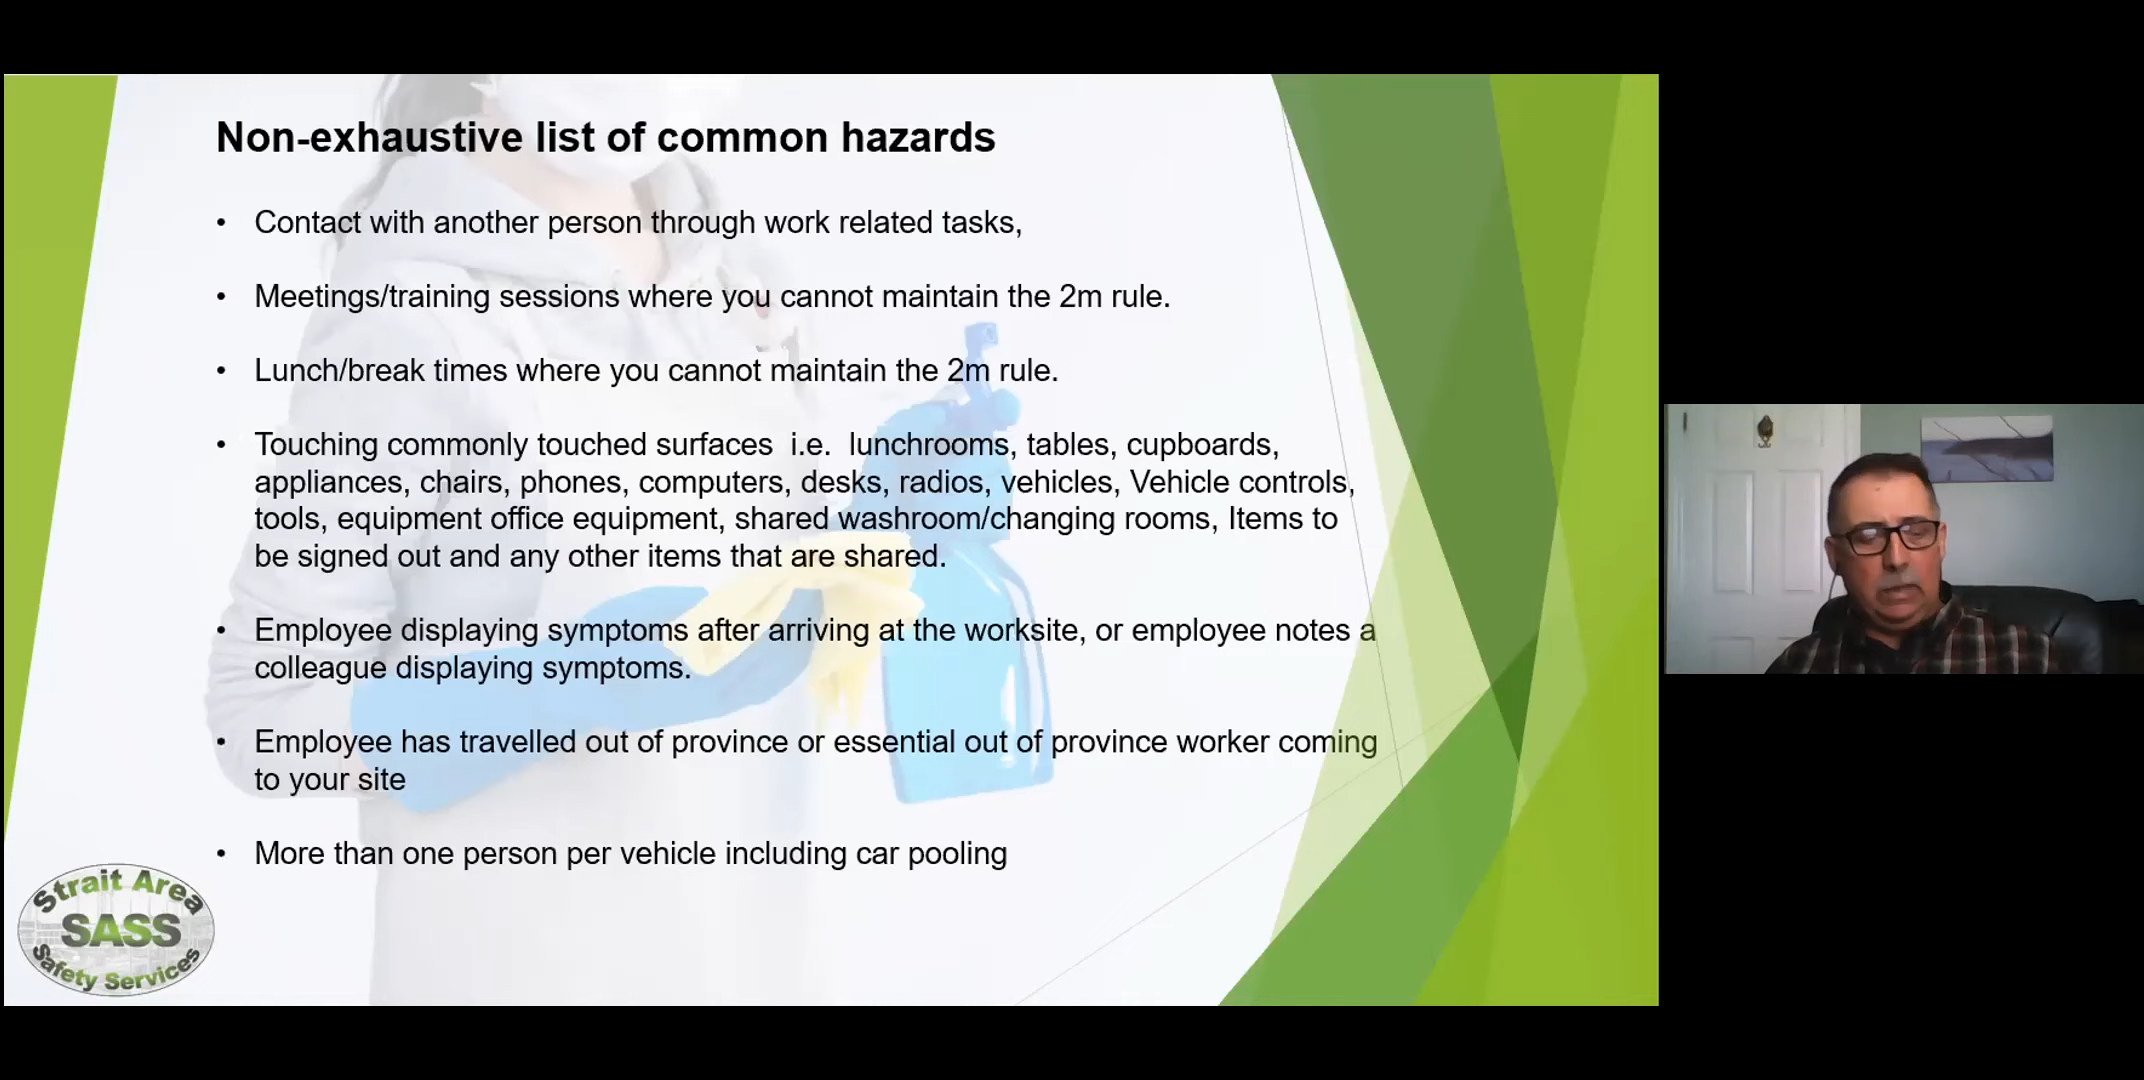 Non-exhaustive list of common hazards
• Contact with another person through work related tasks,
• Meetings/training sessions where you cannot maintain the 2m rule.
• Lunch/break times where you cannot maintain the 2m rule.
• Touching commonly touched surfaces  i.e.  lunchrooms, tables, cupboards,
appliances, chairs, phones, computers, desks, radios, vehicles, Vehicle controls,
tools, equipment office equipment, shared washroom/changing rooms, Items to
be signed out and any other items that are shared.
• Employee displaying symptoms after arriving at the worksite, or employee notes a
colleague displaying symptoms.
• Employee has travelled out of province or essential out of province worker coming
to your site
• More than one person per vehicle including car pooling
Strait Area
SASS
Safety Services